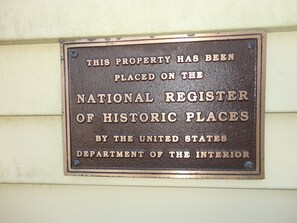 THIS PROPERTY HAS BEEN
PLACED ON THE
NATIONAL REGISTER
OF HISTORIC PLACES
BY THE UNITED STATES
DEPARTMENT OF THE INTERIOR